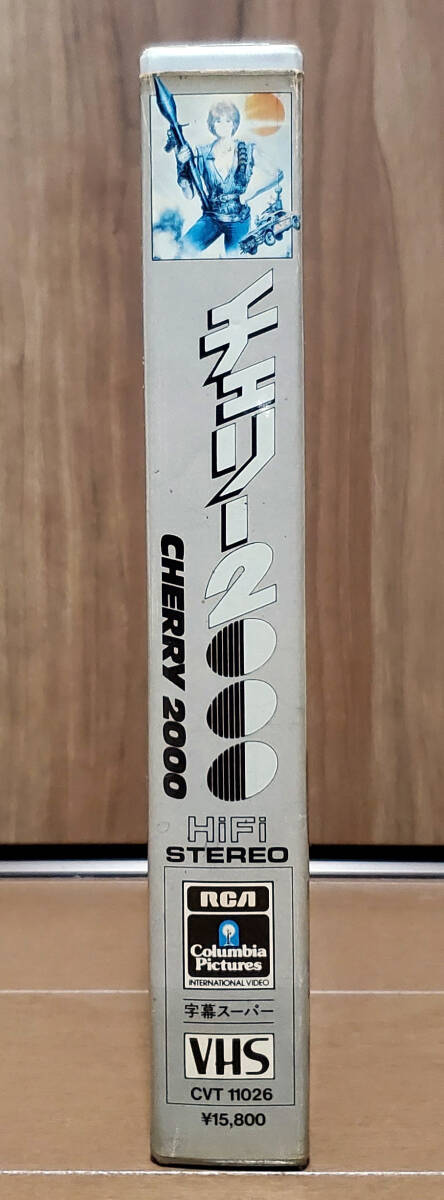 チェリー2000
CHERRY 2000
HiFi
STEREO
RCA
Columbia
Pictures
INTERNATIONAL VIDEO
字幕スーパー
VHS
CVT 11026
¥15,800